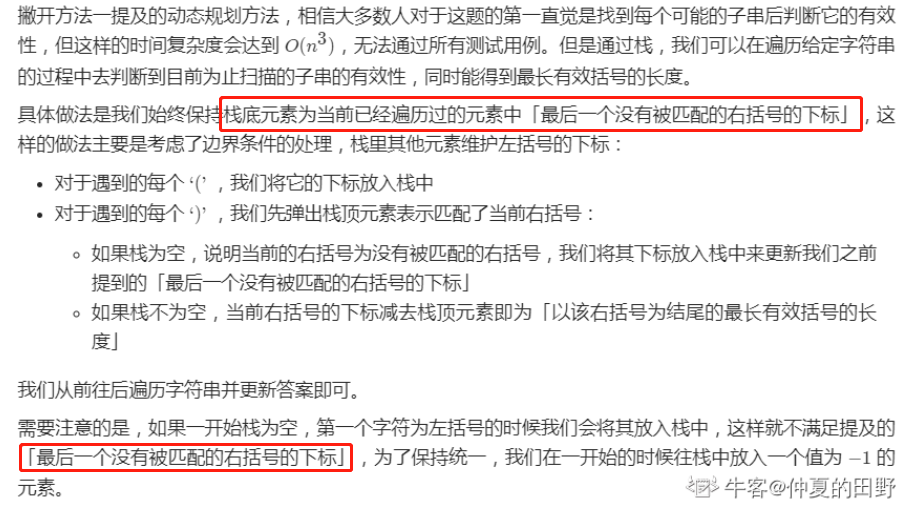 撇开方法一提及的动态规划方法，相信大多数人对于这题的第一直觉是找到每个可能的子串后判断它的有效
性，但这样的时间复杂度会达到 O(n³)，无法通过所有测试用例。但是通过栈，我们可以在遍历给定字符串
的过程中去判断到目前为止扫描的子串的有效性，同时能得到最长有效括号的长度。
具体做法是我们始终保持栈底元素为当前已经遍历过的元素中「最后一个没有被匹配的右括号的下标」，这
样的做法主要是考虑了边界条件的处理，栈里其他元素维护左括号的下标：
• 对于遇到的每个 ‘(’ ，我们将它的下标放入栈中
• 对于遇到的每个 ‘)’ ，我们先弹出栈顶元素表示匹配了当前右括号：
◦ 如果栈为空，说明当前的右括号为没有被匹配的右括号，我们将其下标放入栈中来更新我们之前
提到的「最后一个没有被匹配的右括号的下标」
◦ 如果栈不为空，当前右括号的下标减去栈顶元素即为「以该右括号为结尾的最长有效括号的长
度」
我们从前往后遍历字符串并更新答案即可。
需要注意的是，如果一开始栈为空，第一个字符为左括号的时候我们会将其放入栈中，这样就不满足提及的
「最后一个没有被匹配的右括号的下标」，为了保持统一，我们在一开始的时候往栈中放入一个值为 −1 的
元素。
牛客@仲夏的田野